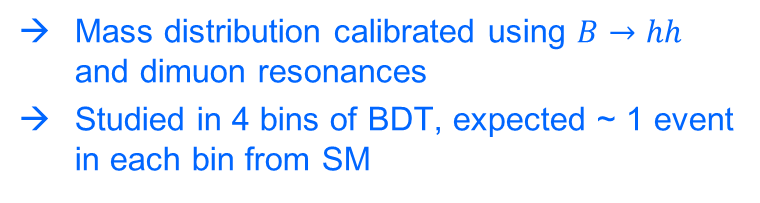 → Mass distribution calibrated using B → hh
and dimuon resonances
→ Studied in 4 bins of BDT, expected ~ 1 event
in each bin from SM